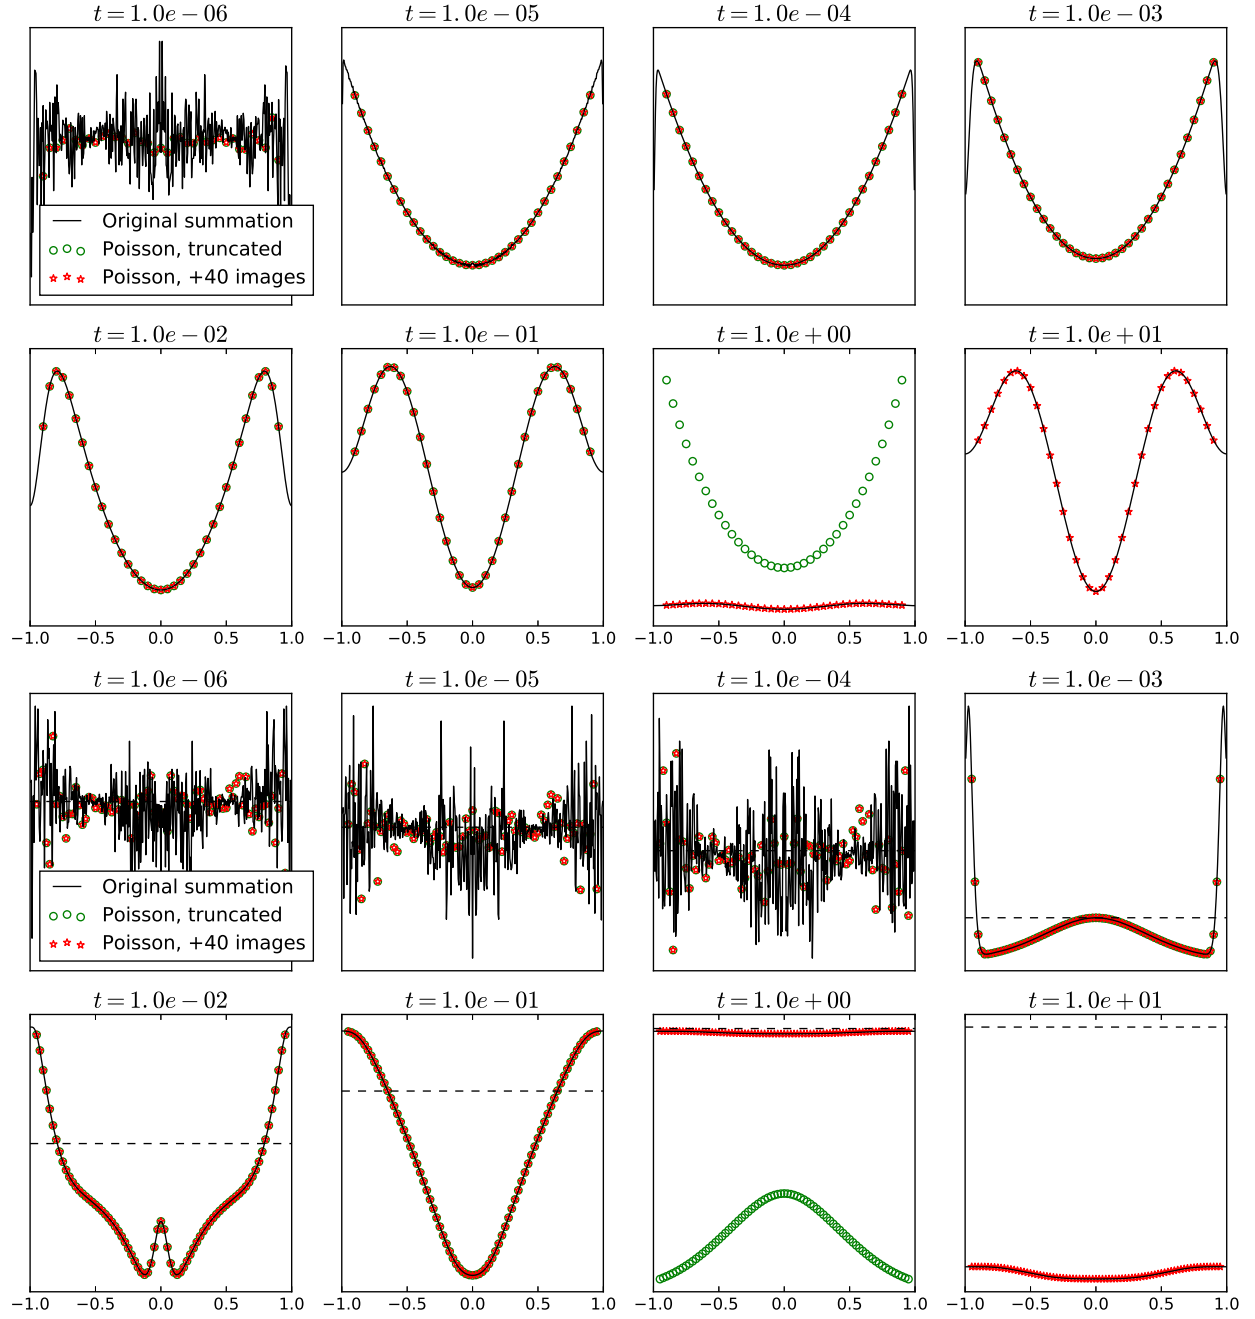 t = 1.0e − 06 t = 1.0e − 05 t = 1.0e − 04 t = 1.0e − 03
Original summation
Poisson, truncated
Poisson, +40 images
t = 1.0e − 02 t = 1.0e − 01 t = 1.0e + 00 t = 1.0e + 01
−1.0 −0.5 0.0 0.5 1.0 −1.0 −0.5 0.0 0.5 1.0 −1.0 −0.5 0.0 0.5 1.0 −1.0 −0.5 0.0 0.5 1.0
t = 1.0e − 06 t = 1.0e − 05 t = 1.0e − 04 t = 1.0e − 03
Original summation
Poisson, truncated
Poisson, +40 images
t = 1.0e − 02 t = 1.0e − 01 t = 1.0e + 00 t = 1.0e + 01
−1.0 −0.5 0.0 0.5 1.0 −1.0 −0.5 0.0 0.5 1.0 −1.0 −0.5 0.0 0.5 1.0 −1.0 −0.5 0.0 0.5 1.0